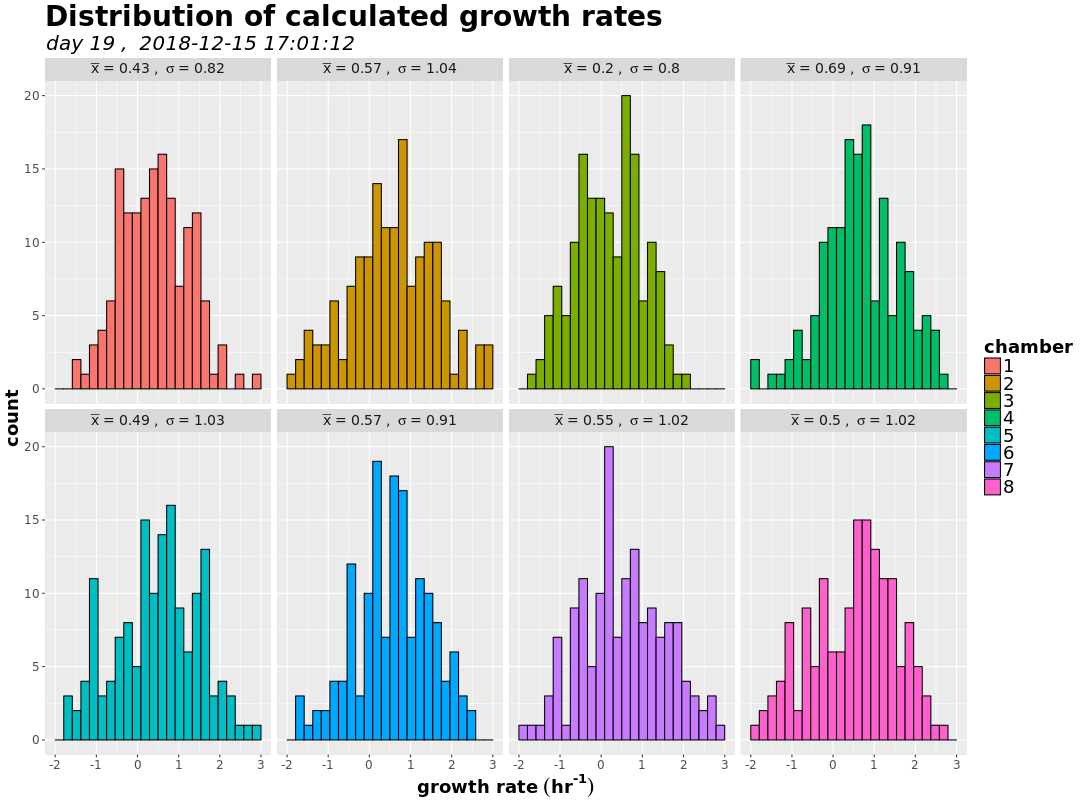 Distribution of calculated growth rates
day 19 ,  2018-12-15 17:01:12
x̅ = 0.43 ,  σ = 0.82
x̅ = 0.57 ,  σ = 1.04
x̅ = 0.2 ,  σ = 0.8
x̅ = 0.69 ,  σ = 0.91
20
15
10
5
0
x̅ = 0.49 ,  σ = 1.03
x̅ = 0.57 ,  σ = 0.91
x̅ = 0.55 ,  σ = 1.02
x̅ = 0.5 ,  σ = 1.02
20
15
10
5
0
-2 -1 0 1 2 3
-2 -1 0 1 2 3
-2 -1 0 1 2 3
-2 -1 0 1 2 3
count
growth rate (hr⁻¹)
chamber
1
2
3
4
5
6
7
8